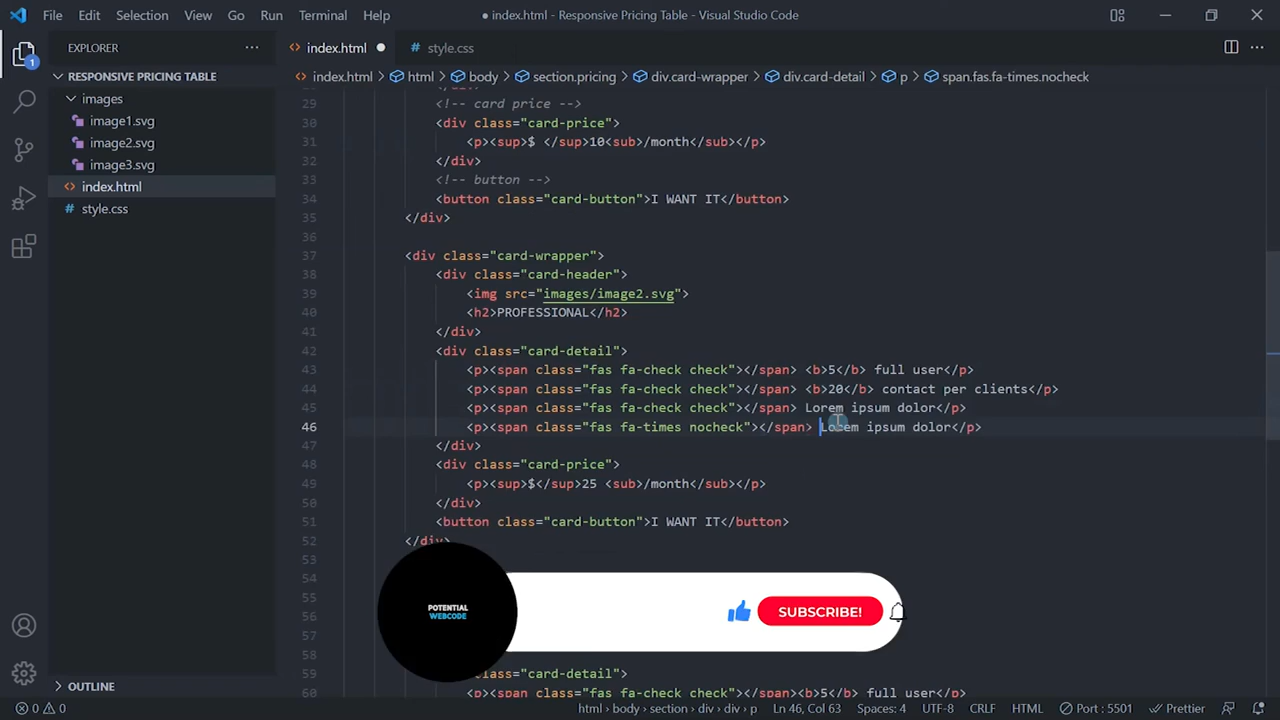 File Edit Selection View Go Run Terminal Help
● index.html - Responsive Pricing Table - Visual Studio Code
EXPLORER
1
RESPONSIVE PRICING TABLE
images
image1.svg
image2.svg
image3.svg
<> index.html
# style.css
OUTLINE
<> index.html ●
# style.css
<> index.html > html > body > section.pricing > div.card-wrapper > div.card-detail > p > span.fas.fa-times.nocheck
29 <!-- card price -->
30 <div class="card-price">
31 <p><sup>$ </sup>10<sub>/month</sub></p>
32 </div>
33 <!-- button -->
34 <button class="card-button">I WANT IT</button>
35 </div>
36
37 <div class="card-wrapper">
38 <div class="card-header">
39 <img src="images/image2.svg">
40 <h2>PROFESSIONAL</h2>
41 </div>
42 <div class="card-detail">
43 <p><span class="fas fa-check check"></span> <b>5</b> full user</p>
44 <p><span class="fas fa-check check"></span> <b>20</b> contact per clients</p>
45 <p><span class="fas fa-check check"></span> Lorem ipsum dolor</p>
46 <p><span class="fas fa-times nocheck"></span> Lorem ipsum dolor</p>
47 </div>
48 <div class="card-price">
49 <p><sup>$</sup>25 <sub>/month</sub></p>
50 </div>
51 <button class="card-button">I WANT IT</button>
52 </div>
53
54
55
56
57
58
59 class="card-detail">
60 <p><span class="fas fa-check check"></span><b>5</b> full user</p>
POTENTIAL
WEBCODE
SUBSCRIBE!
0 0
html > body > section > div > div > p Ln 46, Col 63 Spaces: 4 UTF-8 CRLF HTML Port : 5501 Prettier